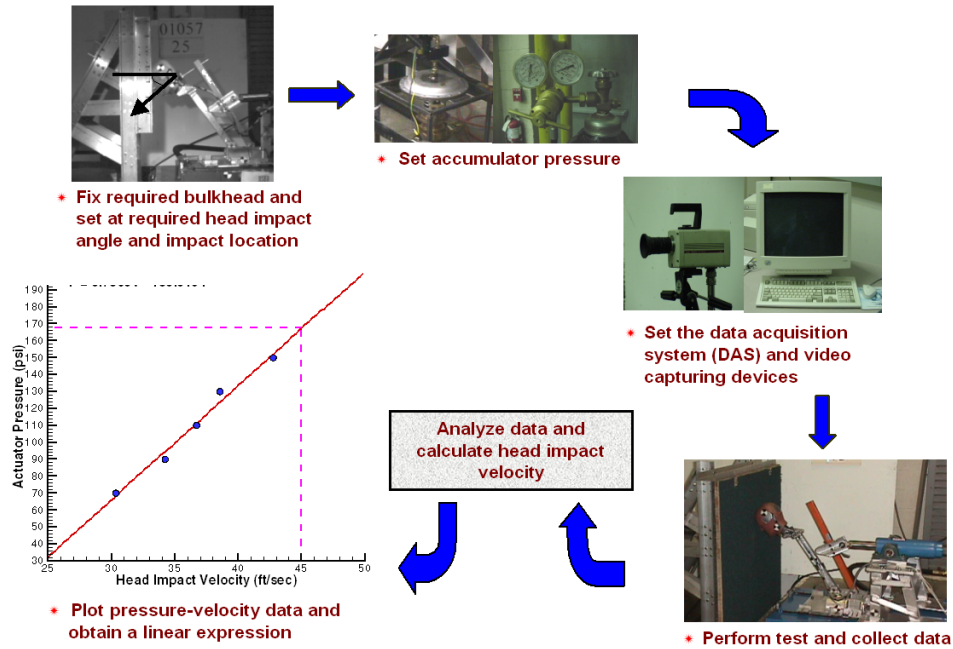 01057
25
* Fix required bulkhead and
set at required head impact
angle and impact location
* Set accumulator pressure
* Set the data acquisition
system (DAS) and video
capturing devices
* Perform test and collect data
Analyze data and
calculate head impact
velocity
190
180
170
160
150
140
130
120
110
100
90
80
70
60
50
40
30
Actuator Pressure (psi)
25 30 35 40 45 50
Head Impact Velocity (ft/sec)
* Plot pressure-velocity data and
obtain a linear expression